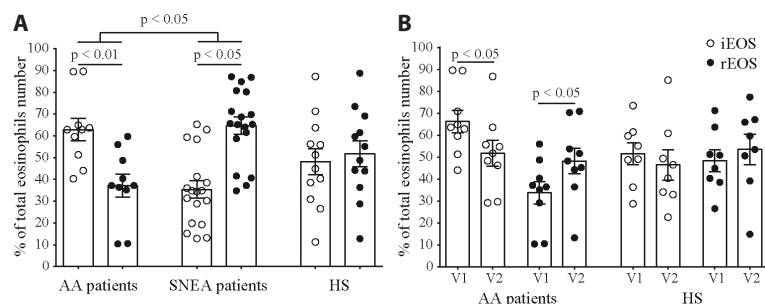 A
p < 0.05
p < 0.01
p < 0.05
% of total eosinophils number
100
90
80
70
60
50
40
30
20
10
0
AA patients
SNEA patients
HS
B
iEOS
rEOS
p < 0.05
p < 0.05
% of total eosinophils number
100
90
80
70
60
50
40
30
20
10
0
V1 V2 V1 V2 V1 V2 V1 V2
AA patients
HS